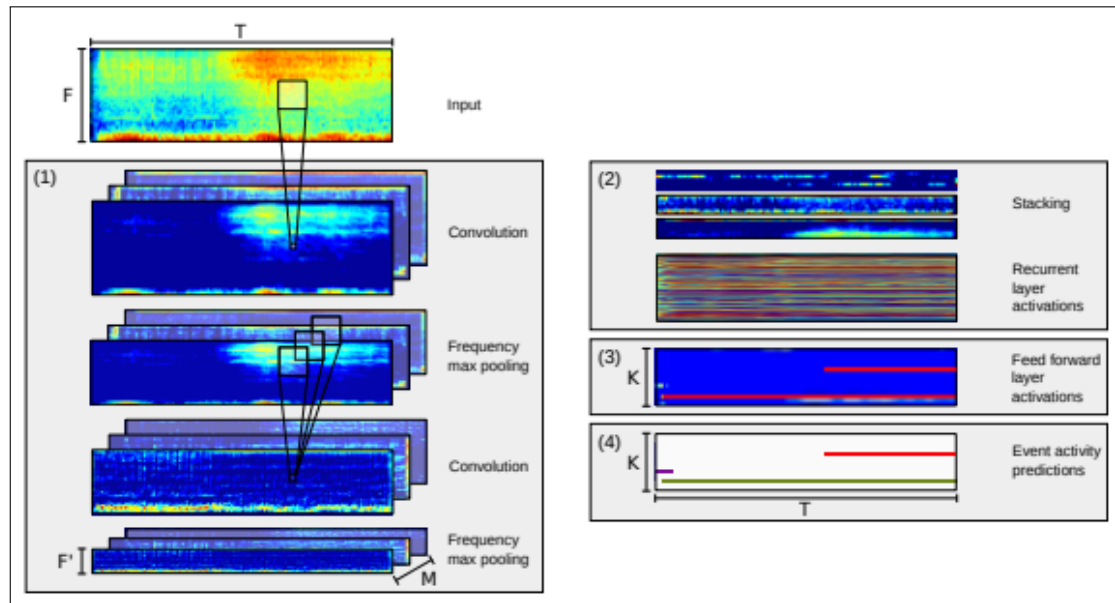 T
F
Input
(1)
Convolution
Frequency
max pooling
Convolution
Frequency
max pooling
F'
M
(2)
Stacking
Recurrent
layer
activations
(3)
K
Feed forward
layer
activations
(4)
K
Event activity
predictions
T